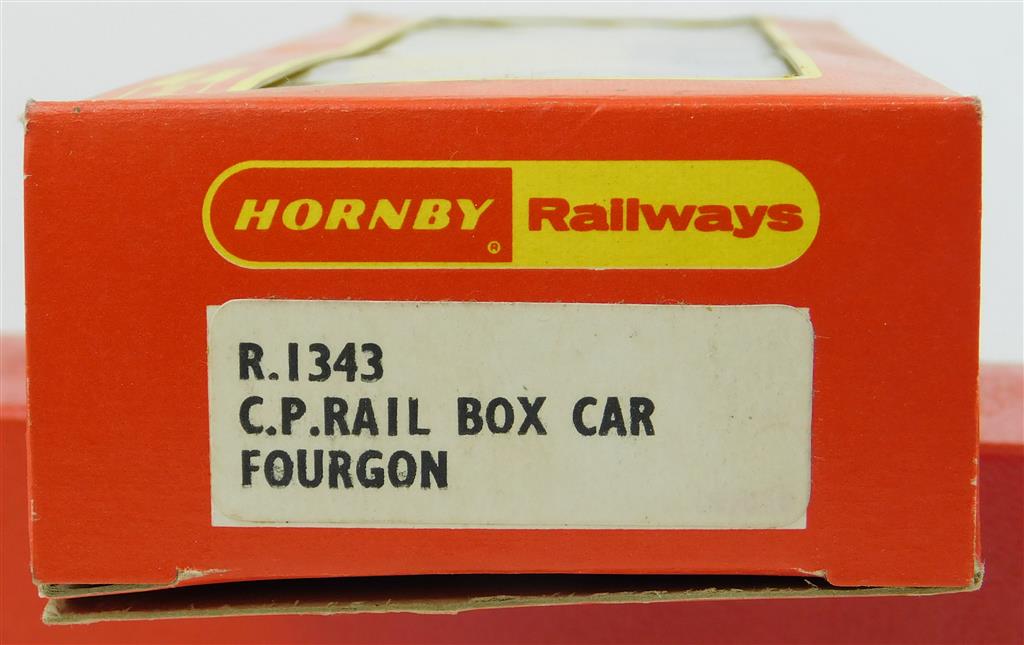 HORNBY Railways
®
R.1343
C.P.RAIL BOX CAR
FOURGON